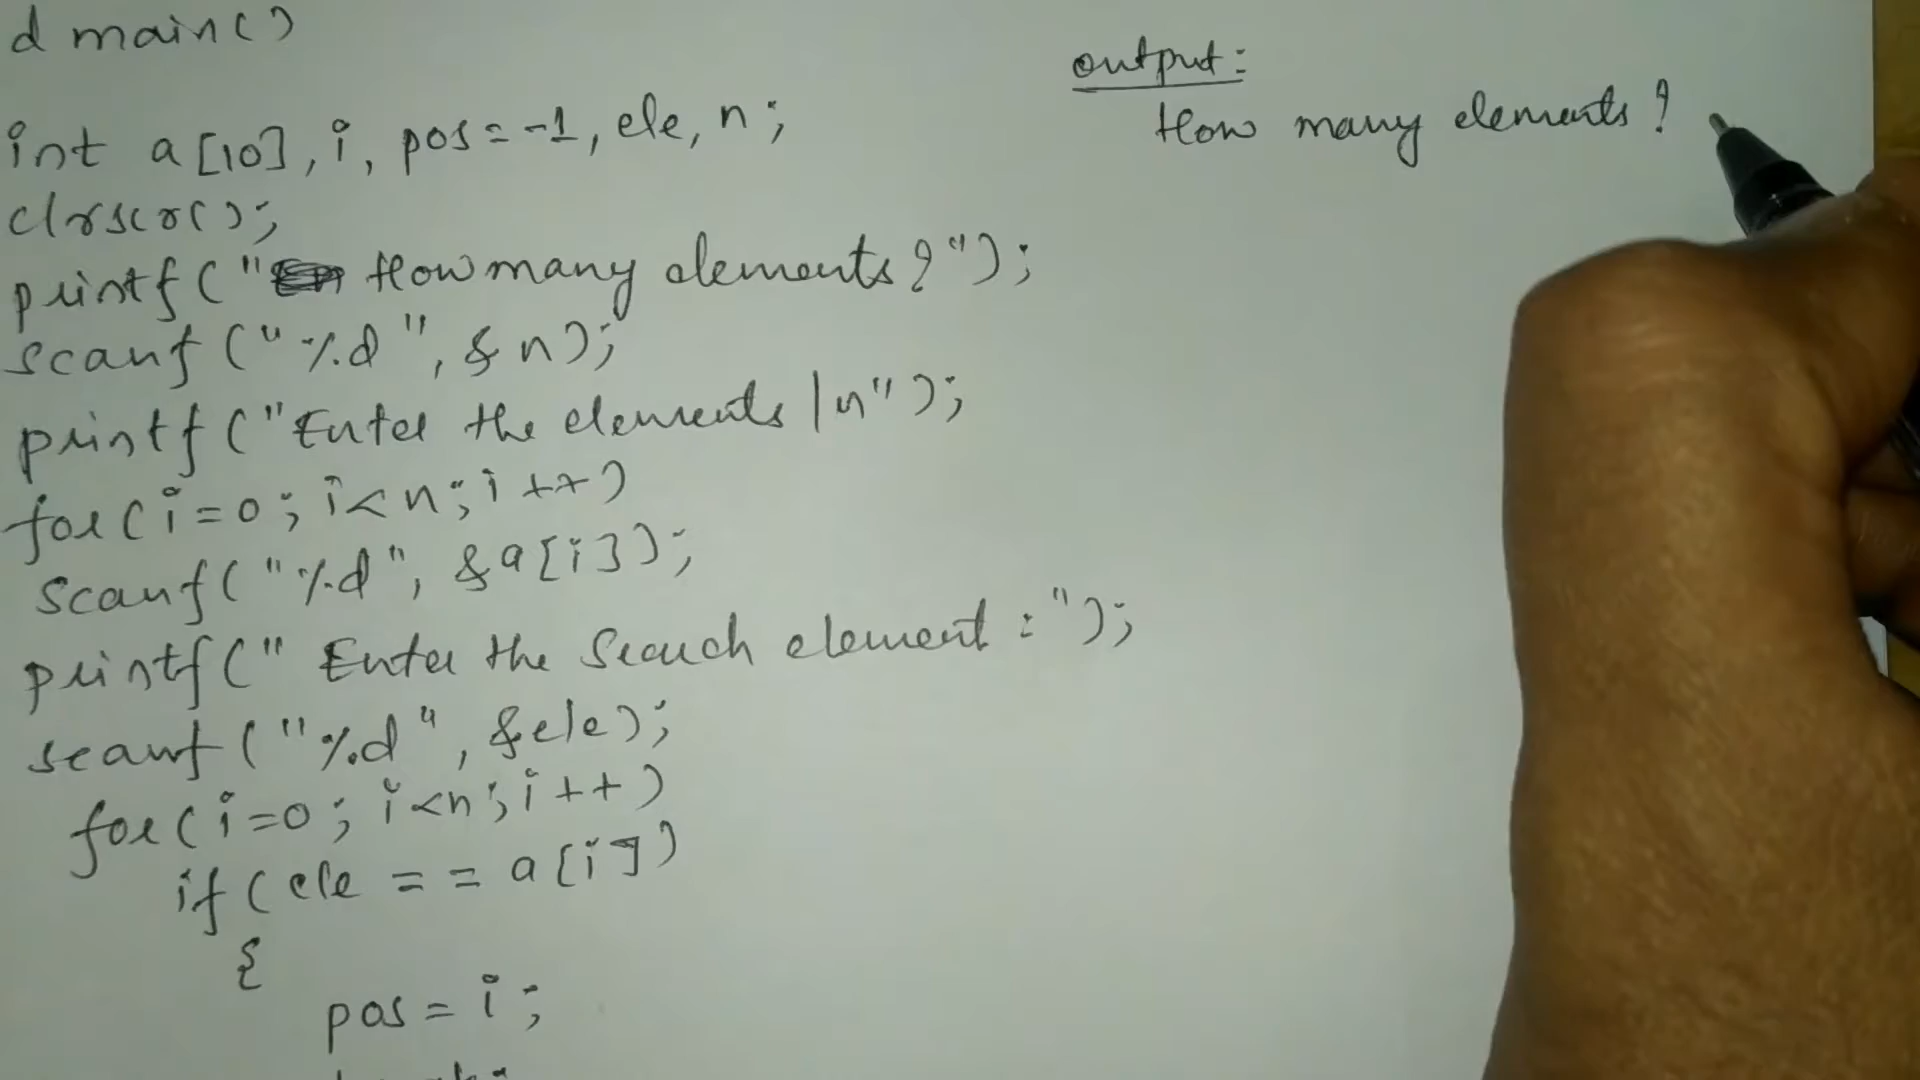 d main()
int a[10], i, pos=-1, ele, n;
clrscr();
printf("How many elements?");
scanf("%d", &n);
printf("Enter the elements \n");
for(i=0; i<n; i++)
scanf("%d", &a[i]);
printf(" Enter the Search element :");
scanf("%d", &ele);
for(i=0; i<n; i++)
if(ele == a[i])
{
pos = i;
output:
How many elements?